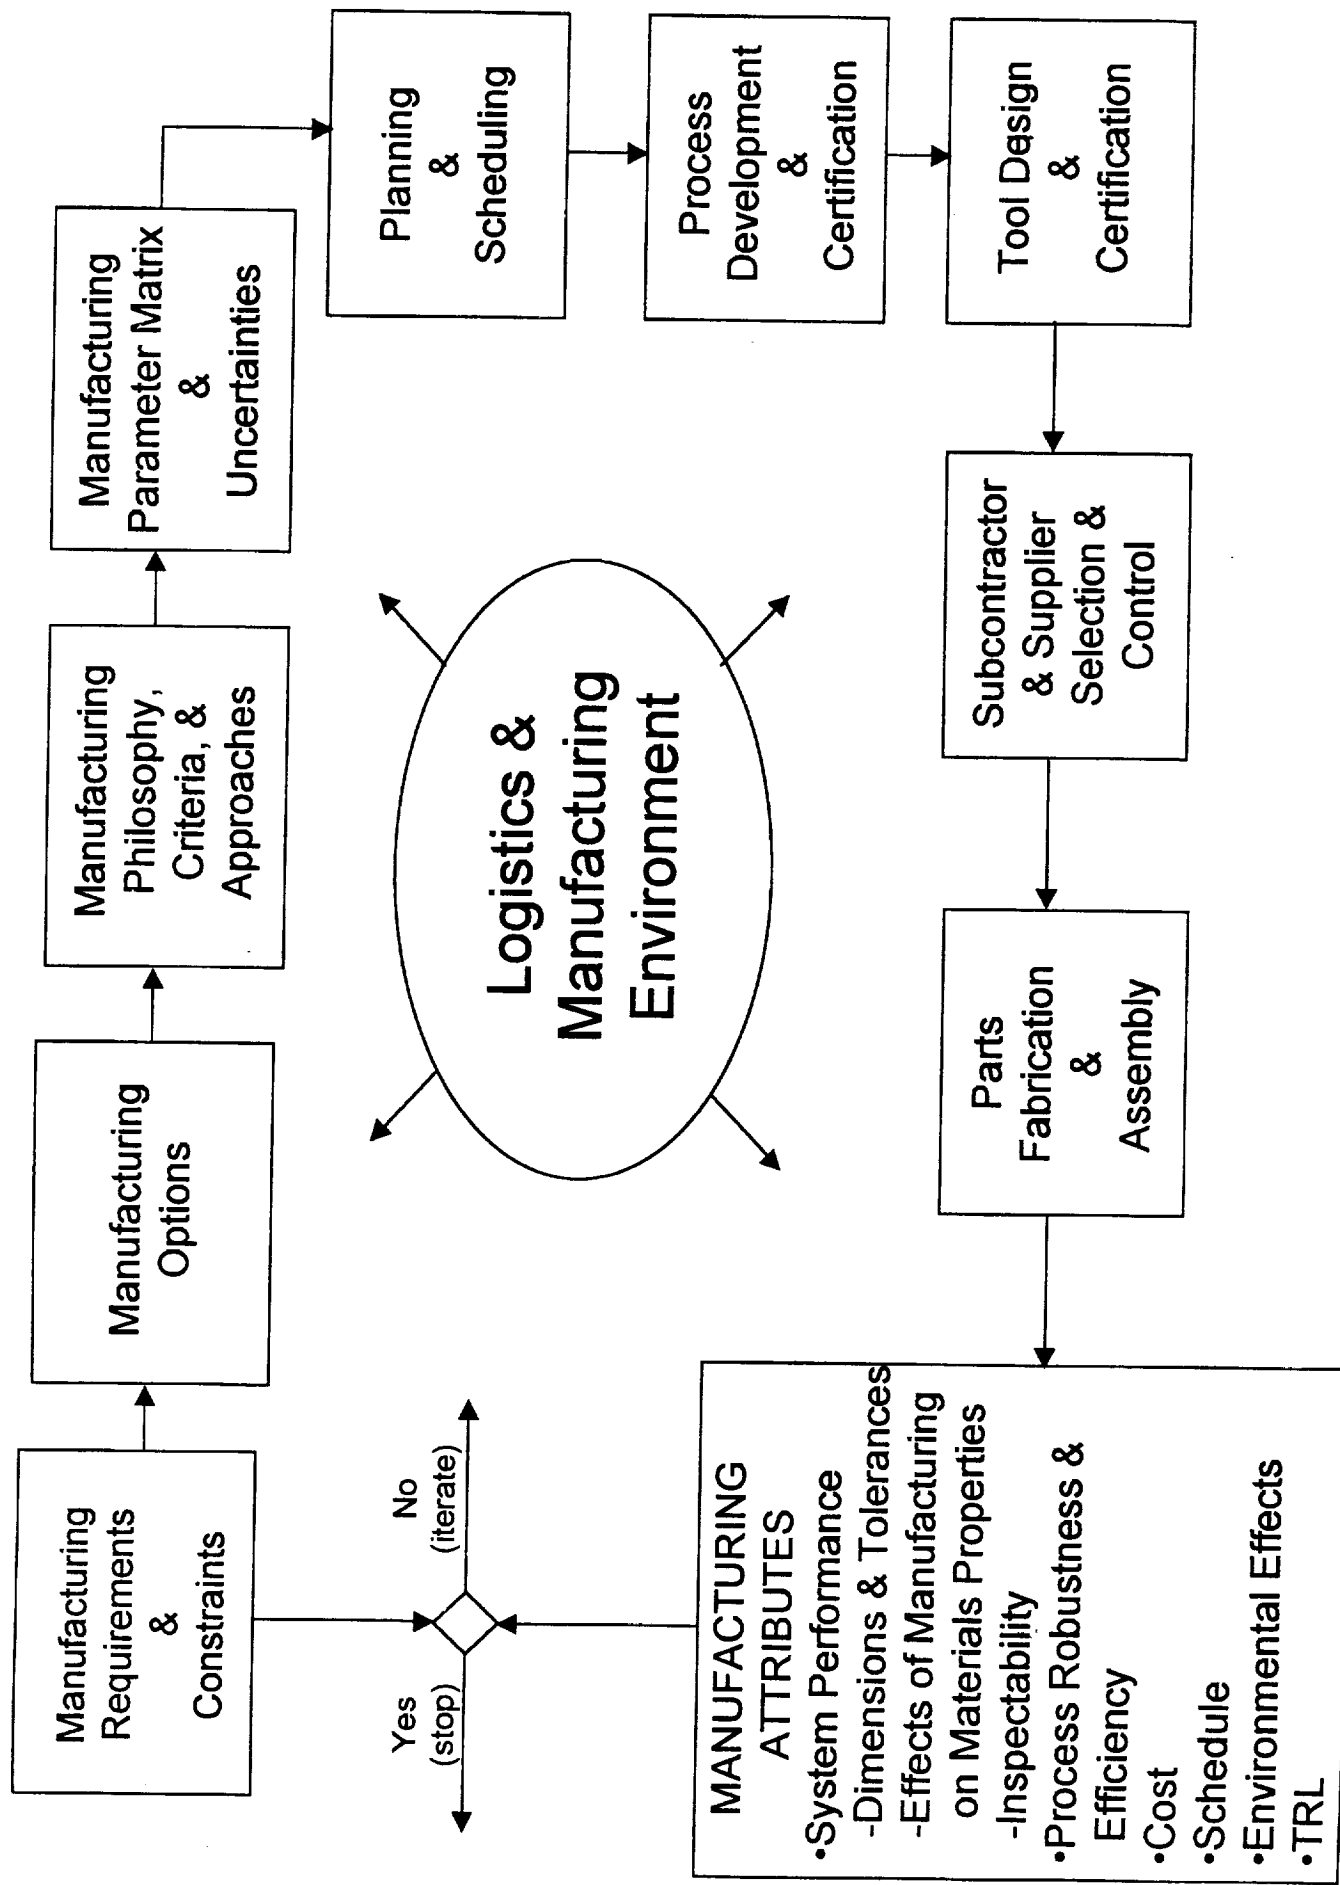 Manufacturing
Requirements
&
Constraints
Manufacturing
Options
Manufacturing
Philosophy,
Criteria, &
Approaches
Manufacturing
Parameter Matrix
&
Uncertainties
Planning
&
Scheduling
Process
Development
&
Certification
Tool Design
&
Certification
Subcontractor
& Supplier
Selection &
Control
Parts
Fabrication
&
Assembly
MANUFACTURING
ATTRIBUTES
•System Performance
-Dimensions & Tolerances
-Effects of Manufacturing
on Materials Properties
-Inspectability
•Process Robustness &
Efficiency
•Cost
•Schedule
•Environmental Effects
•TRL
Yes
(stop)
No
(iterate)
Logistics &
Manufacturing
Environment